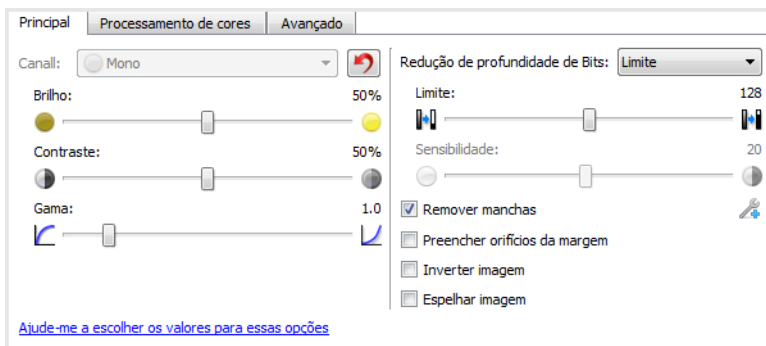 Principal
Processamento de cores
Avançado
Canall:
Mono
Brilho:
50%
Contraste:
50%
Gama:
1.0
Ajude-me a escolher os valores para essas opções
Redução de profundidade de Bits:
Limite
Limite:
128
Sensibilidade:
20
Remover manchas
Preencher orifícios da margem
Inverter imagem
Espelhar imagem